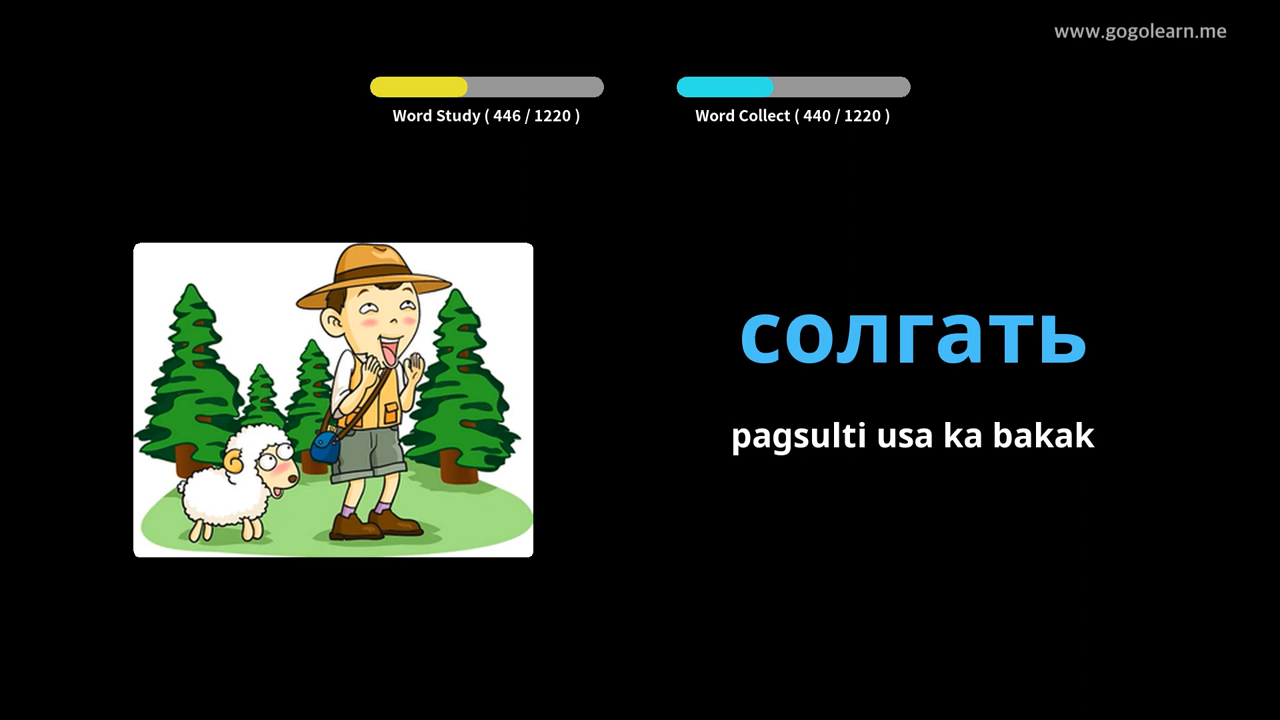 www.gogolearn.me
Word Study ( 446 / 1220 )
Word Collect ( 440 / 1220 )
солгать
pagsulti usa ka bakak